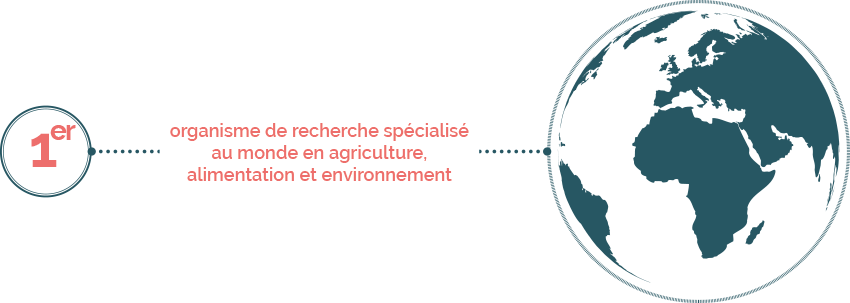 1er
organisme de recherche spécialisé
au monde en agriculture,
alimentation et environnement